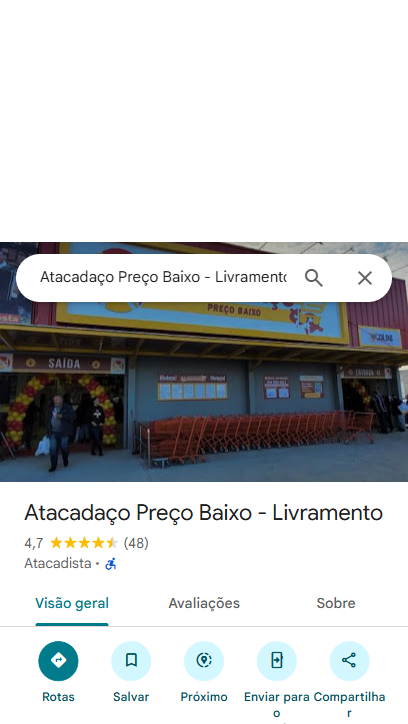 Atacadaço Preço Baixo - Livramento
PREÇO BAIXO
SAÍDA
ENTRADA
Atacadaço Preço Baixo - Livramento
4,7 (48)
Atacadista ·
Visão geral Avaliações Sobre
Rotas Salvar Próximo Enviar para o Compartilhar